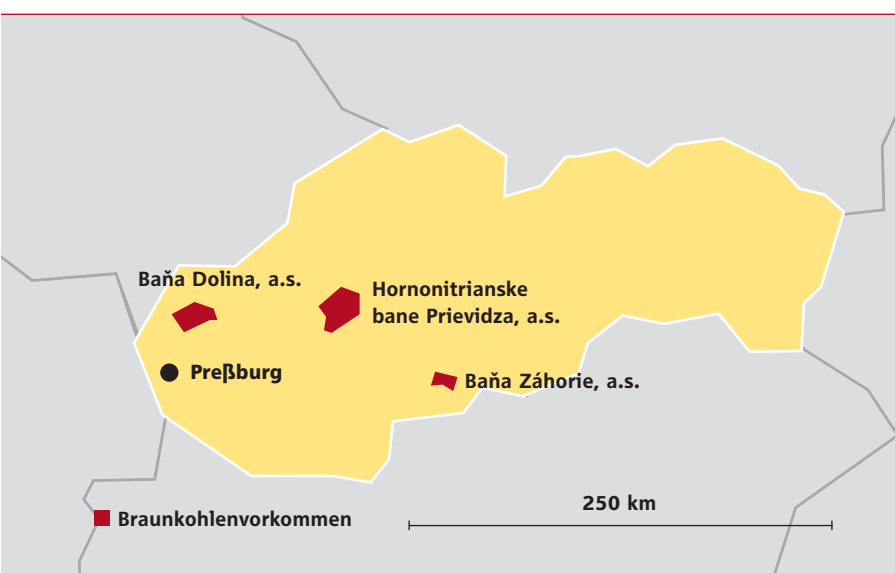 Baňa Dolina, a.s.
Hornonitrianske
bane Prievidza, a.s.
Preßburg
Baňa Záhorie, a.s.
250 km
Braunkohlenvorkommen